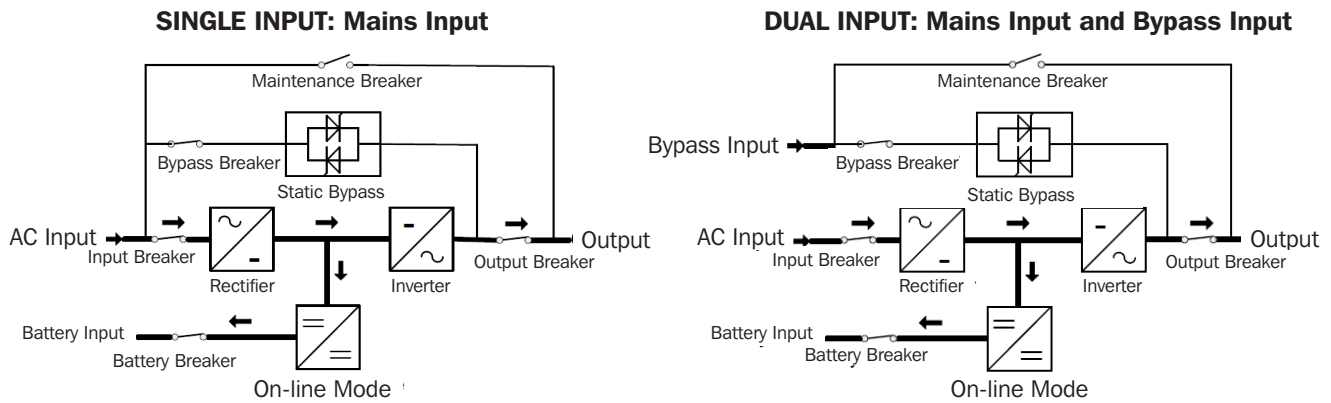 SINGLE INPUT: Mains Input
Maintenance Breaker
Bypass Breaker
Static Bypass
AC Input
Input Breaker
Rectifier
Inverter
Output Breaker
Output
Battery Input
Battery Breaker
On-line Mode
DUAL INPUT: Mains Input and Bypass Input
Maintenance Breaker
Bypass Input
Bypass Breaker
Static Bypass
AC Input
Input Breaker
Rectifier
Inverter
Output Breaker
Output
Battery Input
Battery Breaker
On-line Mode